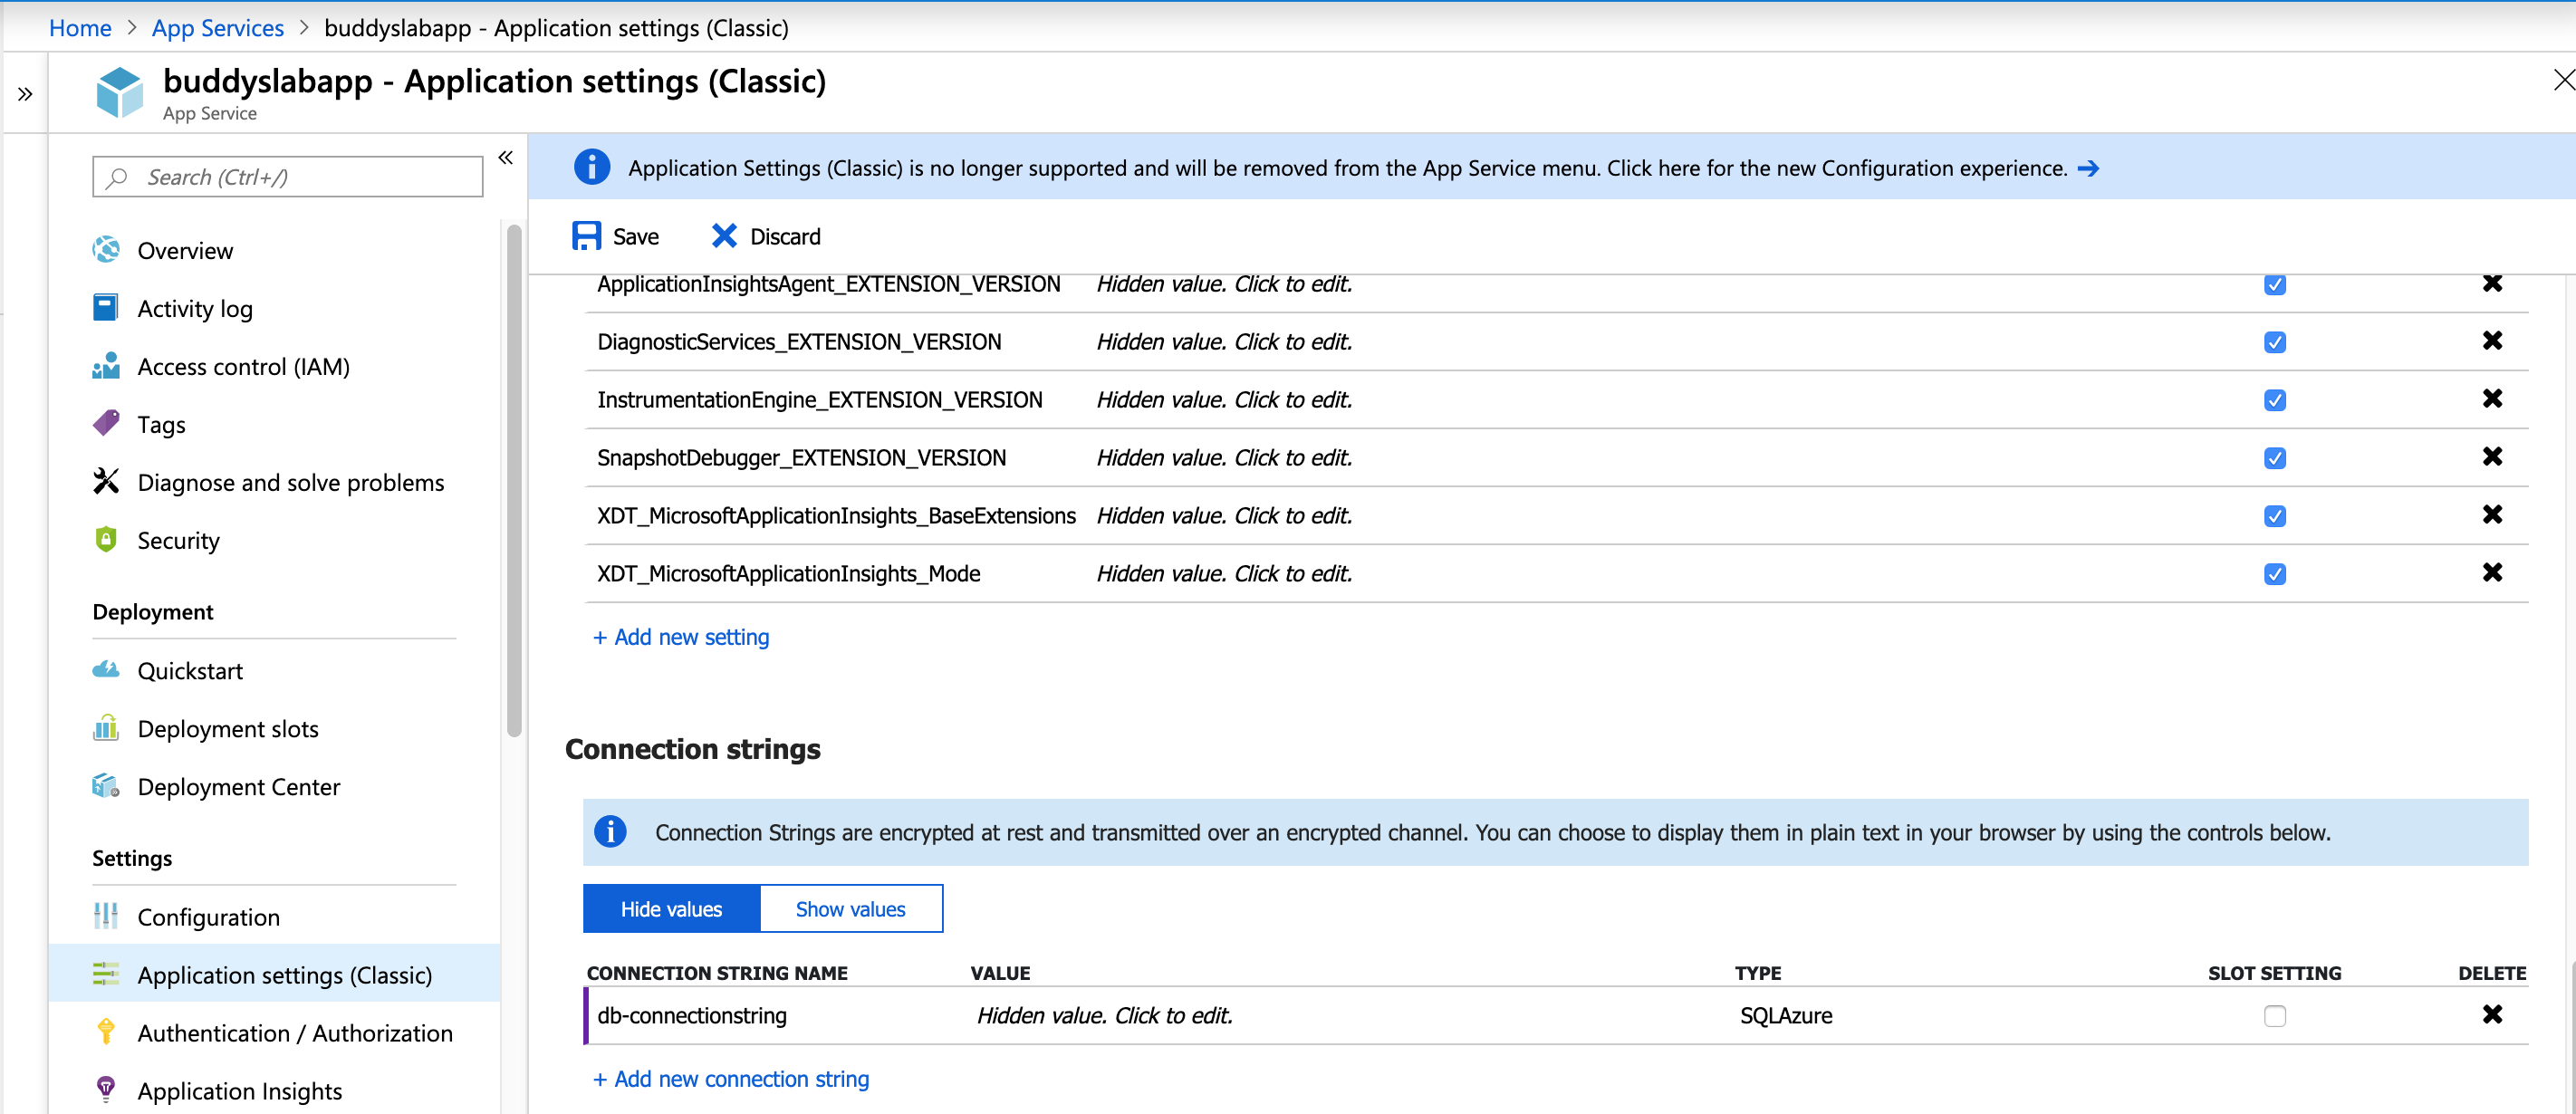 Home > App Services > buddyslabapp - Application settings (Classic)
buddyslabapp - Application settings (Classic)
App Service
Search (Ctrl+/)
Overview
Activity log
Access control (IAM)
Tags
Diagnose and solve problems
Security
Deployment
Quickstart
Deployment slots
Deployment Center
Settings
Configuration
Application settings (Classic)
Authentication / Authorization
Application Insights
Application Settings (Classic) is no longer supported and will be removed from the App Service menu. Click here for the new Configuration experience.
Save Discard
ApplicationInsightsAgent_EXTENSION_VERSION Hidden value. Click to edit.
DiagnosticServices_EXTENSION_VERSION Hidden value. Click to edit.
InstrumentationEngine_EXTENSION_VERSION Hidden value. Click to edit.
SnapshotDebugger_EXTENSION_VERSION Hidden value. Click to edit.
XDT_MicrosoftApplicationInsights_BaseExtensions Hidden value. Click to edit.
XDT_MicrosoftApplicationInsights_Mode Hidden value. Click to edit.
+ Add new setting
Connection strings
Connection Strings are encrypted at rest and transmitted over an encrypted channel. You can choose to display them in plain text in your browser by using the controls below.
Hide values Show values
CONNECTION STRING NAME VALUE TYPE SLOT SETTING DELETE
db-connectionstring Hidden value. Click to edit. SQLAzure
+ Add new connection string